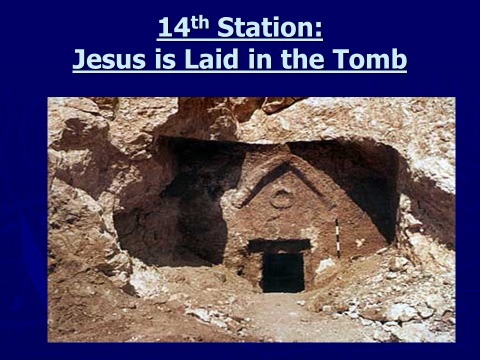 14th Station:
Jesus is Laid in the Tomb